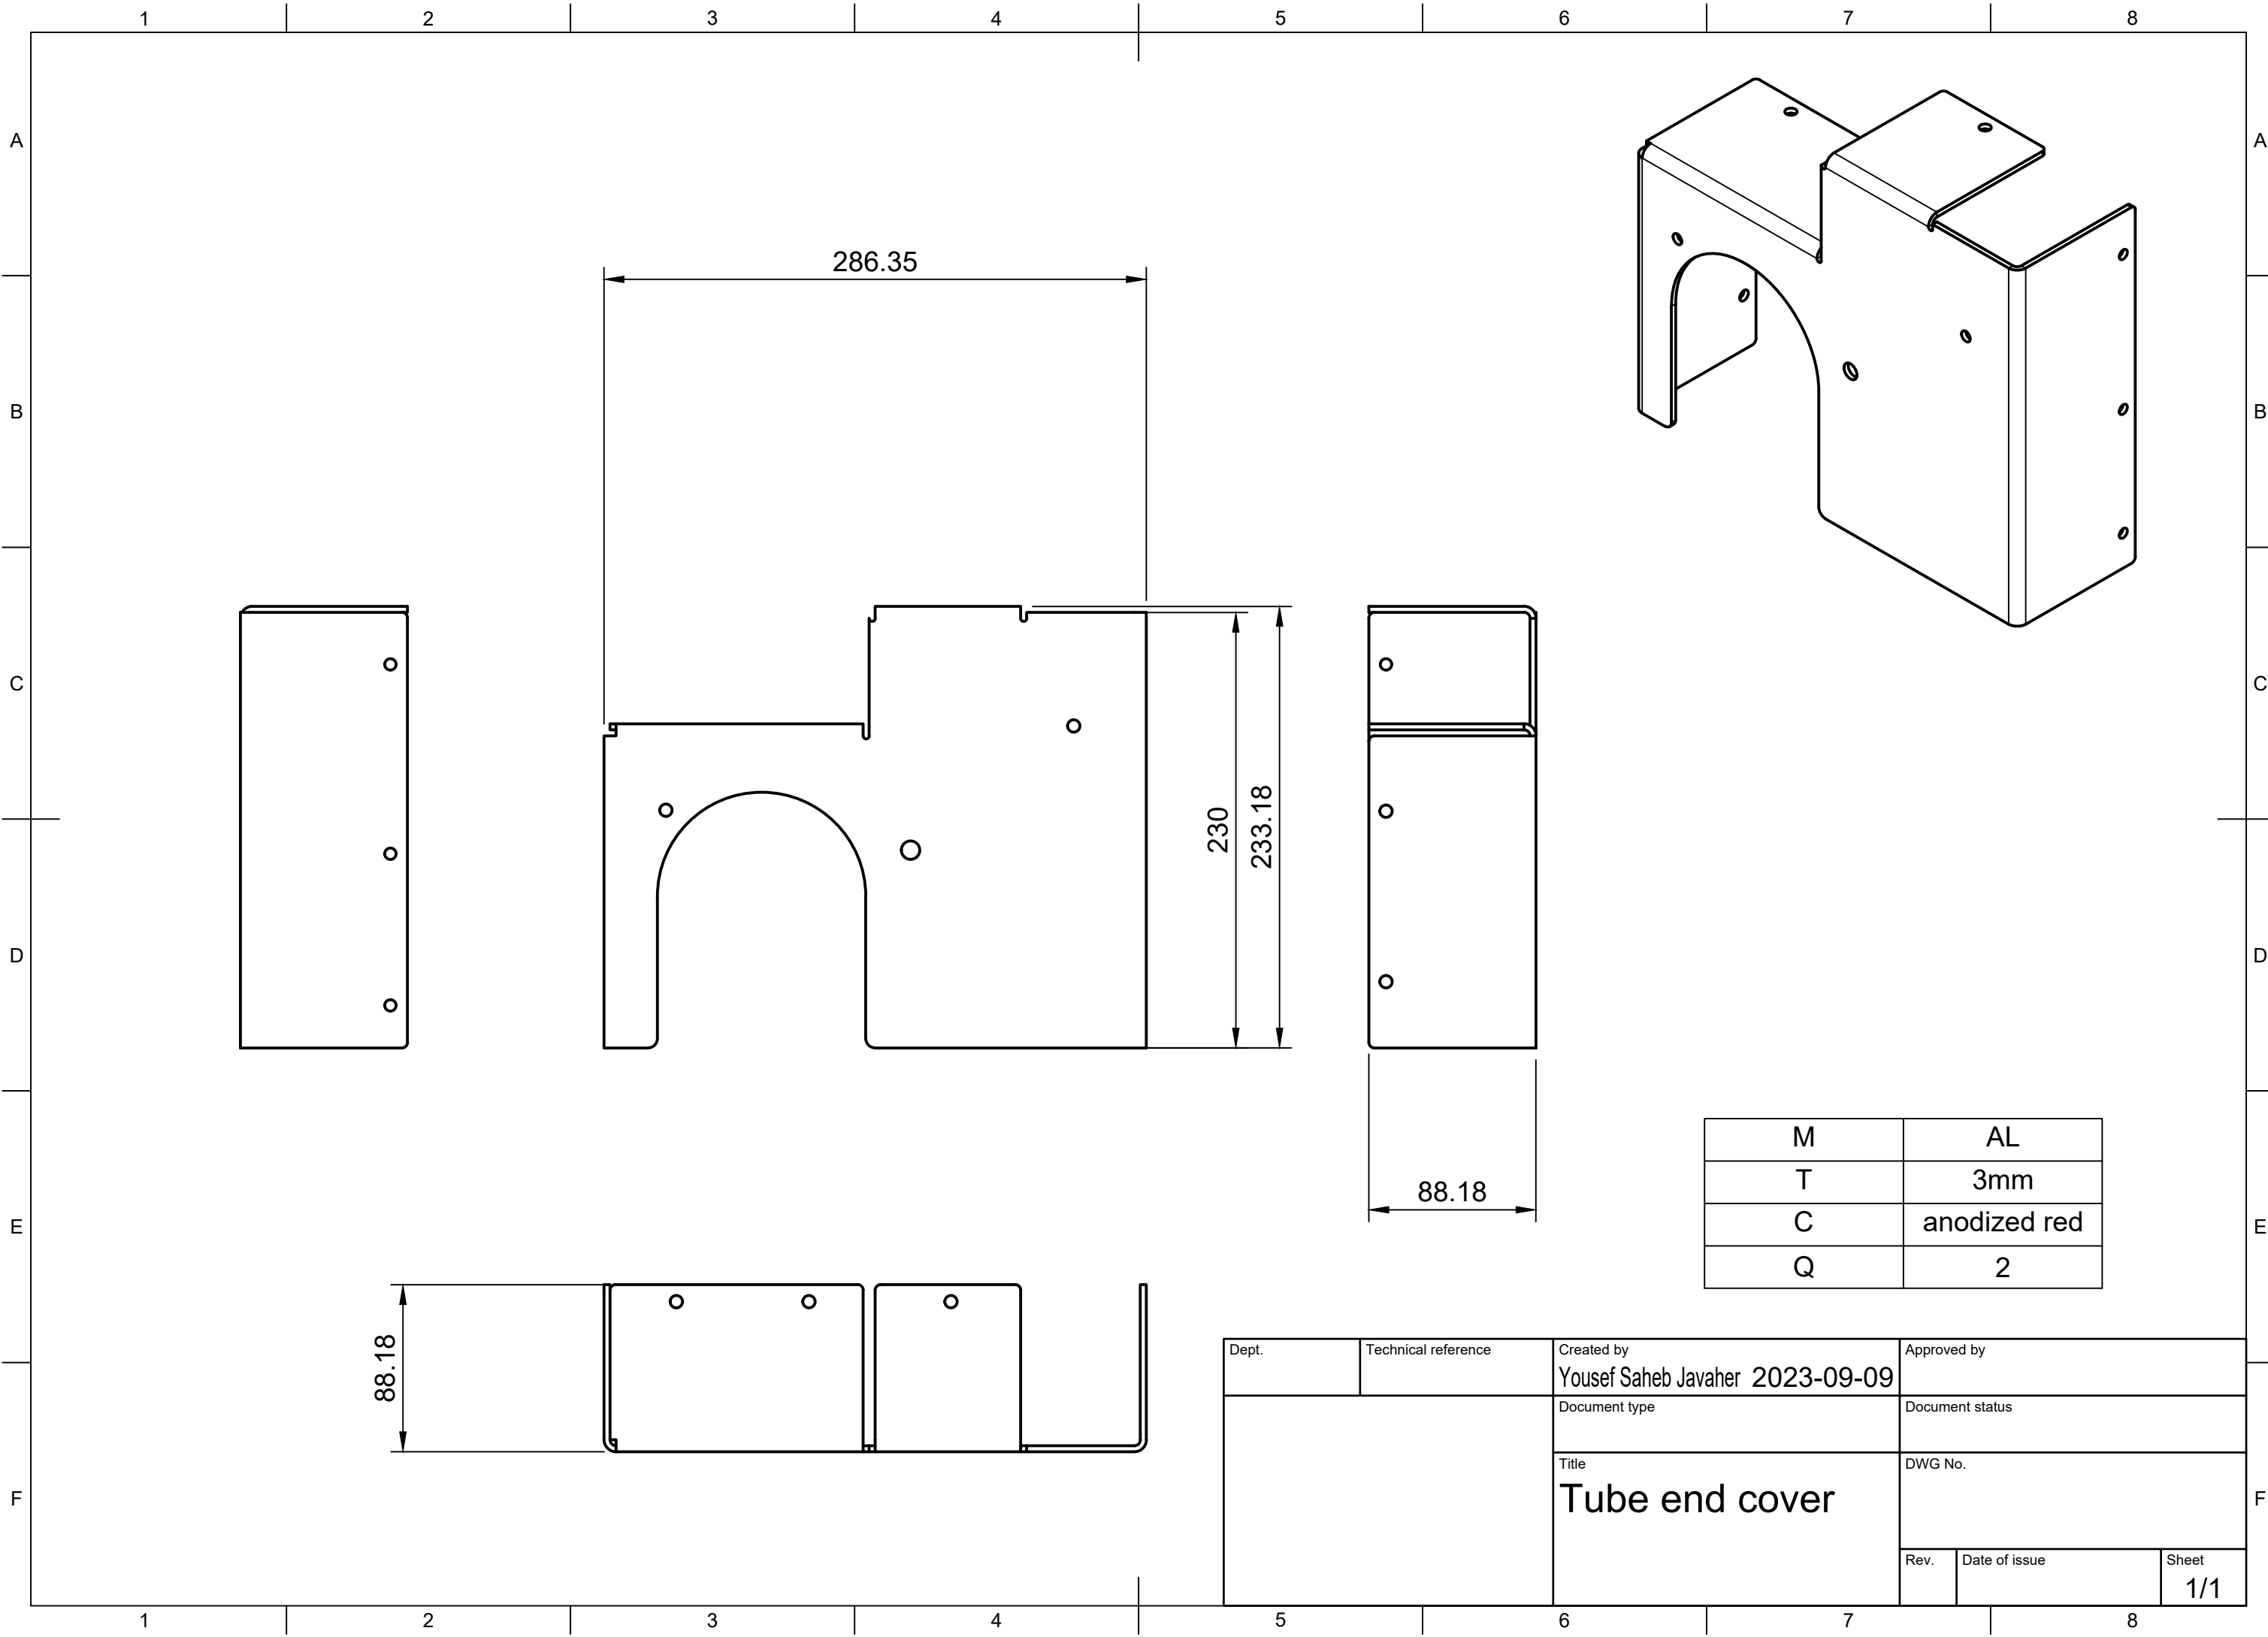 1 2 3 4 5 6 7 8
A A
B B
C C
D D
E E
F F
286.35
230
233.18
88.18
88.18
M AL
T 3mm
C anodized red
Q 2
Dept. Technical reference Created by Approved by
Yousef Saheb Javaher 2023-09-09
Document type Document status
Title DWG No.
Tube end cover
Rev. Date of issue Sheet
1/1
1 2 3 4 5 6 7 8